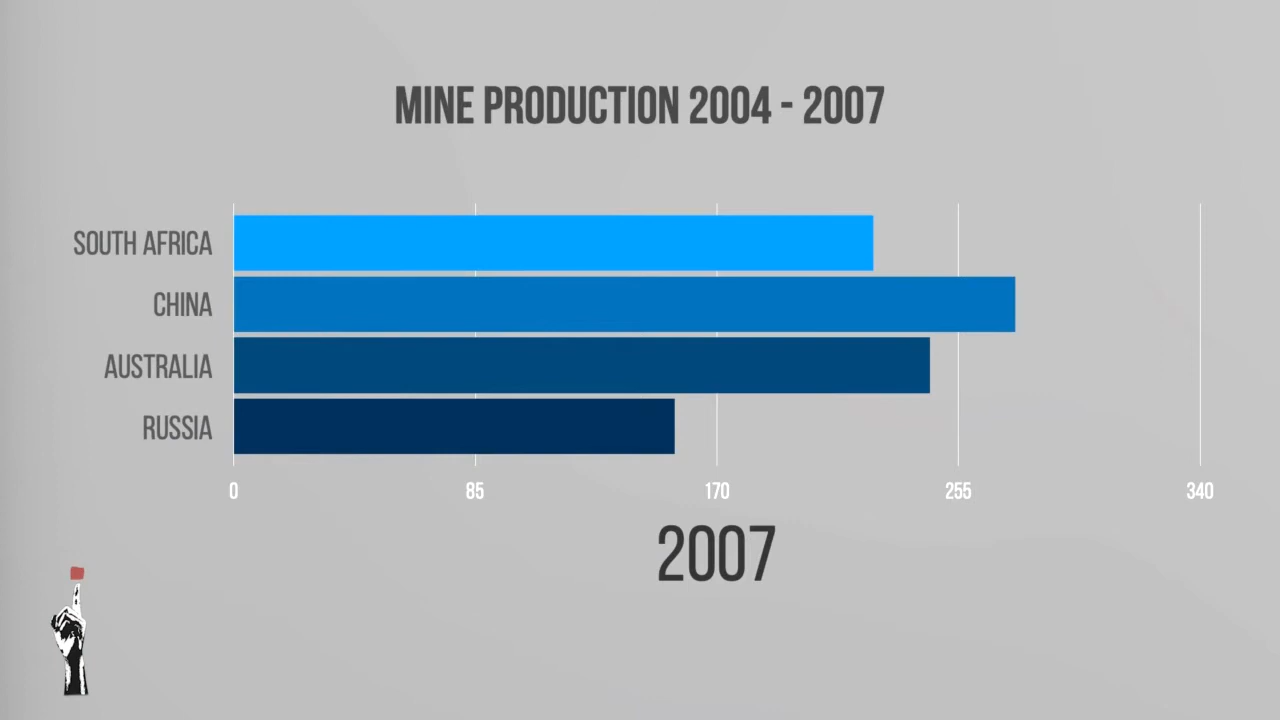 MINE PRODUCTION 2004 - 2007
SOUTH AFRICA
CHINA
AUSTRALIA
RUSSIA
0 85 170 255 340
2007